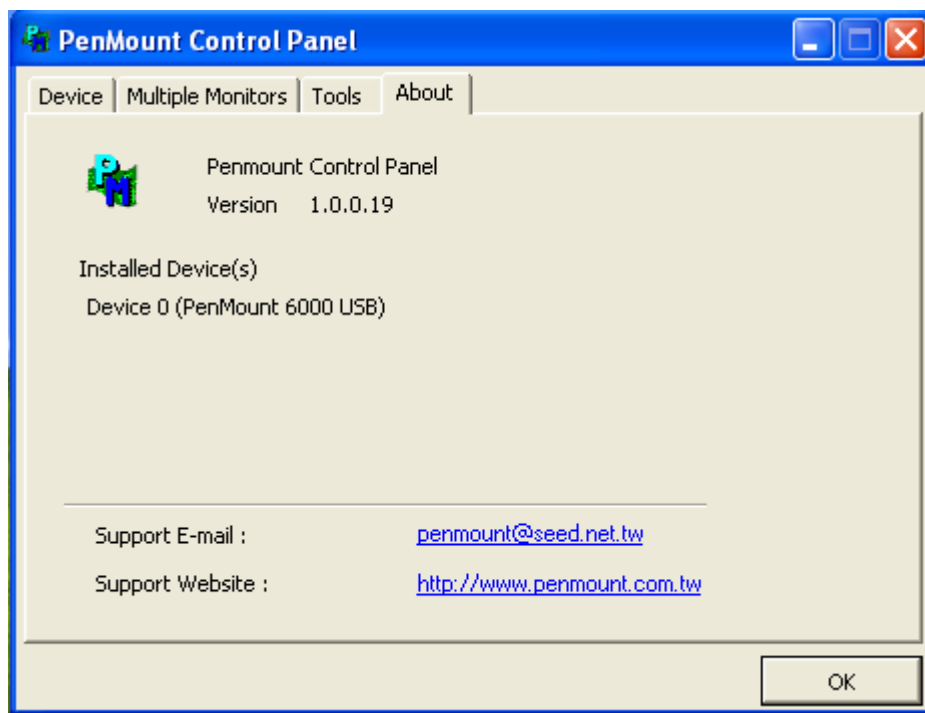 PenMount Control Panel
Device Multiple Monitors Tools About
Penmount Control Panel
Version 1.0.0.19
Installed Device(s)
Device 0 (PenMount 6000 USB)
Support E-mail : penmount@seed.net.tw
Support Website : http://www.penmount.com.tw
OK